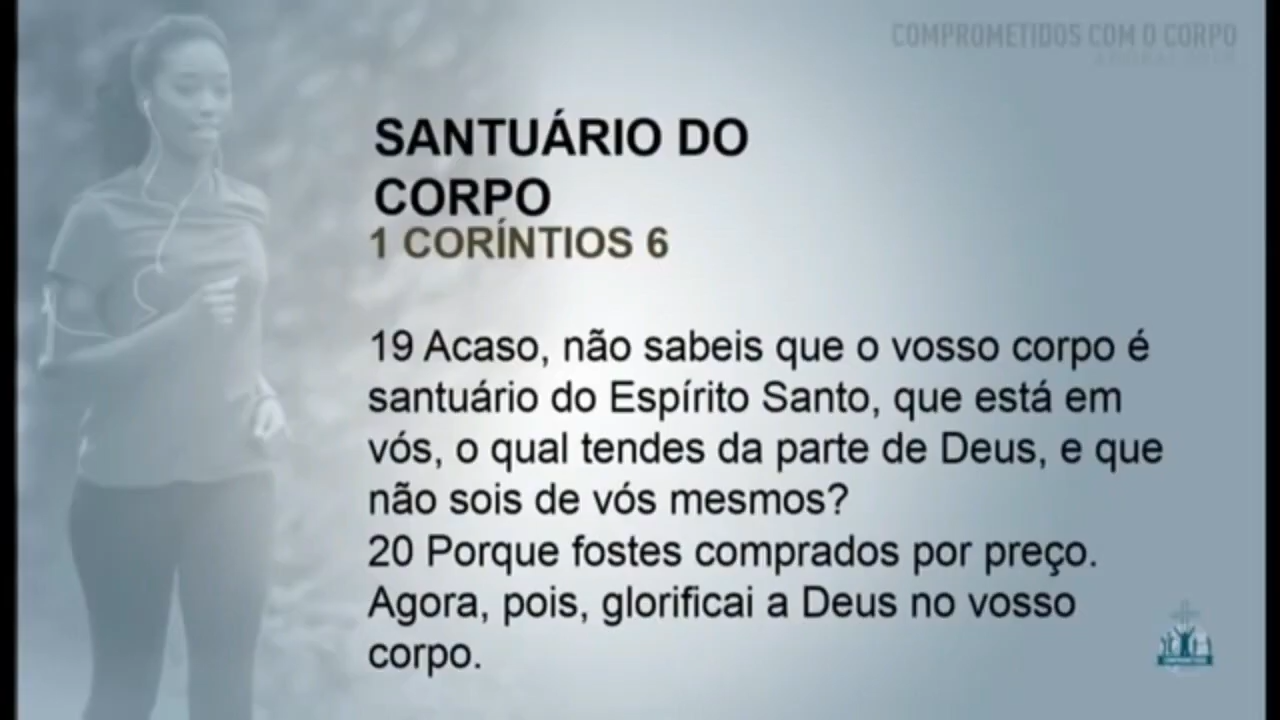 COMPROMETIDOS COM O CORPO
SANTUÁRIO DO
CORPO
1 CORÍNTIOS 6
19 Acaso, não sabeis que o vosso corpo é
santuário do Espírito Santo, que está em
vós, o qual tendes da parte de Deus, e que
não sois de vós mesmos?
20 Porque fostes comprados por preço.
Agora, pois, glorificai a Deus no vosso
corpo.